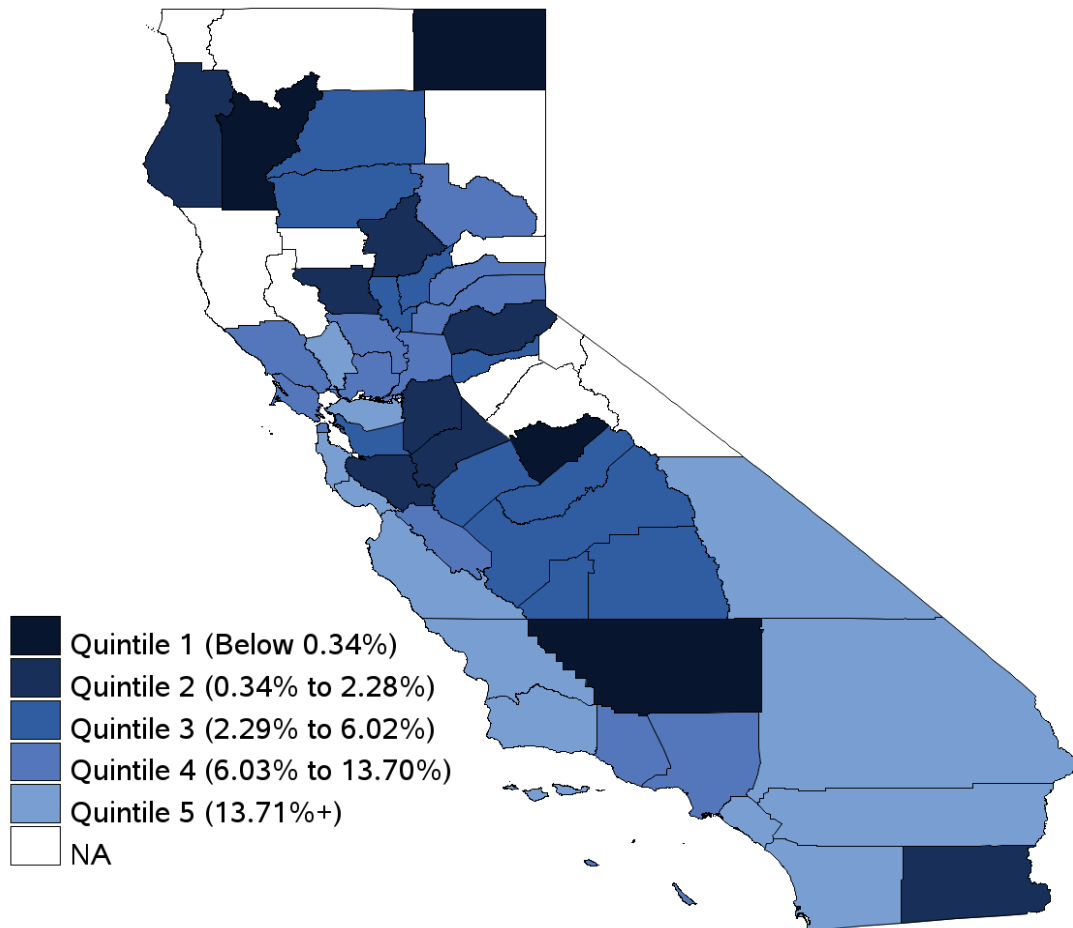 Quintile 1 (Below 0.34%)
Quintile 2 (0.34% to 2.28%)
Quintile 3 (2.29% to 6.02%)
Quintile 4 (6.03% to 13.70%)
Quintile 5 (13.71%+)
NA